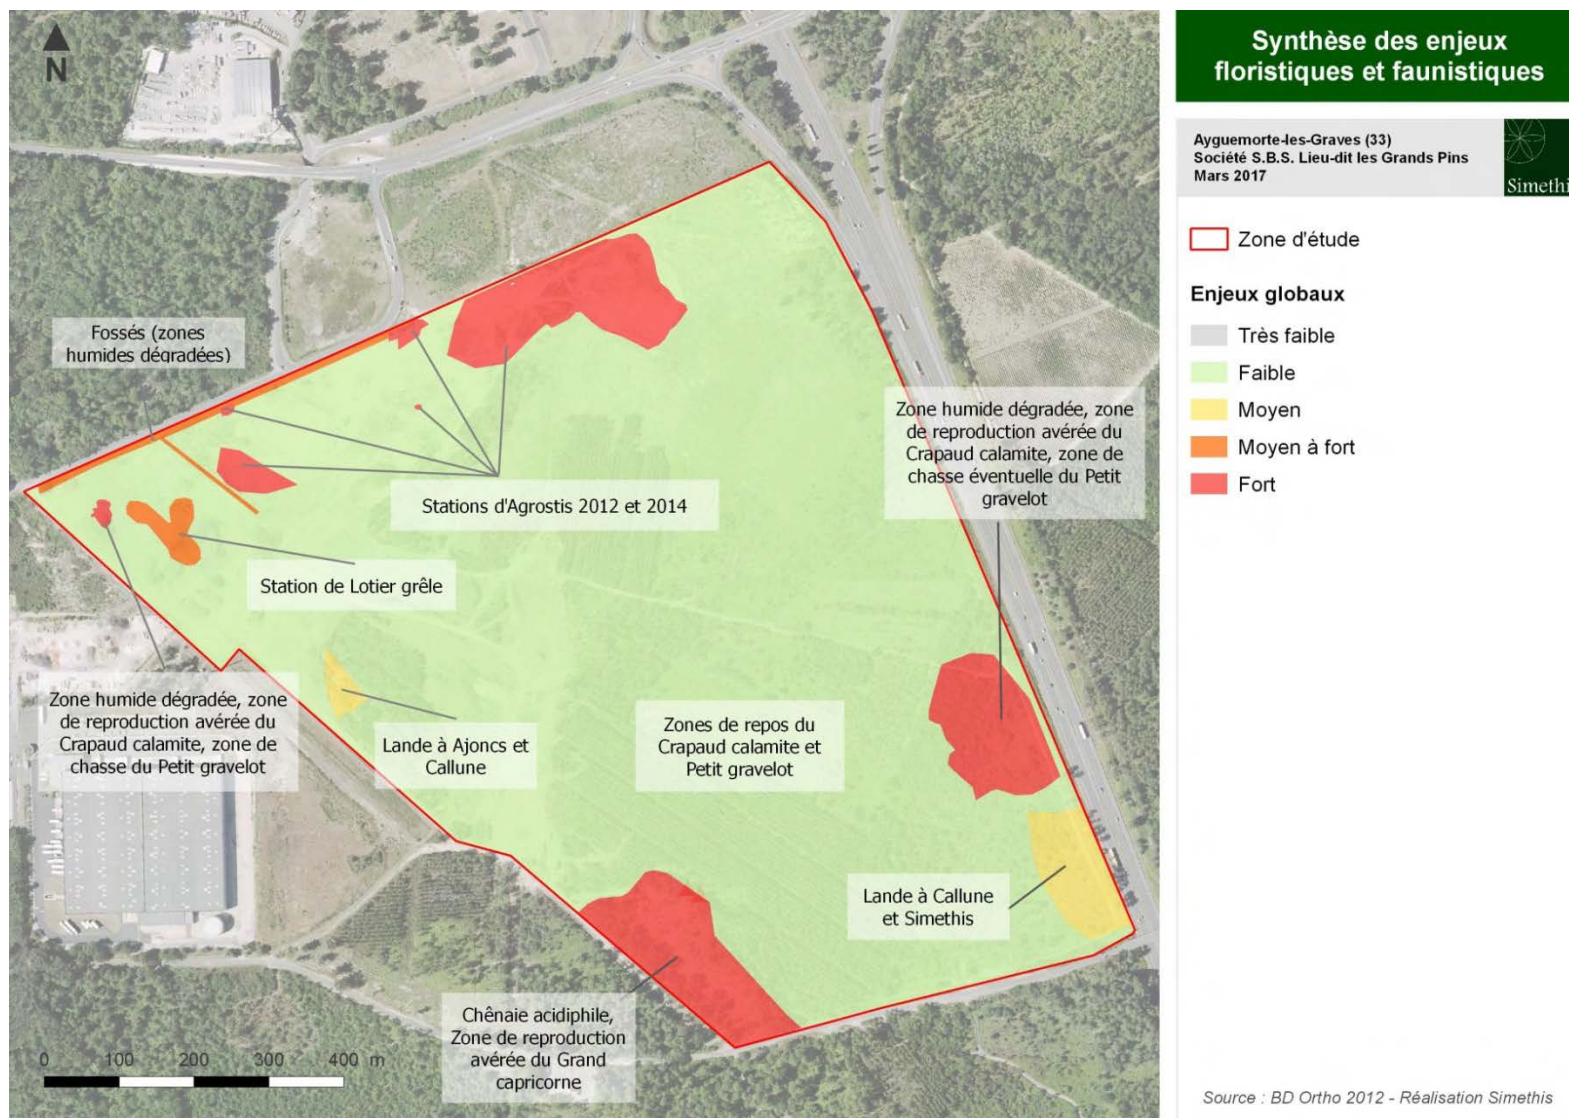 N
Synthèse des enjeux
floristiques et faunistiques
Ayguemorte-les-Graves (33)
Société S.B.S. Lieu-dit les Grands Pins
Mars 2017
Simethi
Zone d'étude
Enjeux globaux
Très faible
Faible
Moyen
Moyen à fort
Fort
Fossés (zones
humides dégradées)
Zone humide dégradée, zone
de reproduction avérée du
Crapaud calamite, zone de
chasse éventuelle du Petit
gravelot
Stations d'Agrostis 2012 et 2014
Station de Lotier grêle
Zone humide dégradée, zone
de reproduction avérée du
Crapaud calamite, zone de
chasse du Petit gravelot
Lande à Ajoncs et
Callune
Zones de repos du
Crapaud calamite et
Petit gravelot
Lande à Callune
et Simethis
Chênaie acidiphile,
Zone de reproduction
avérée du Grand
capricorne
0 100 200 300 400 m
Source : BD Ortho 2012 - Réalisation Simethis